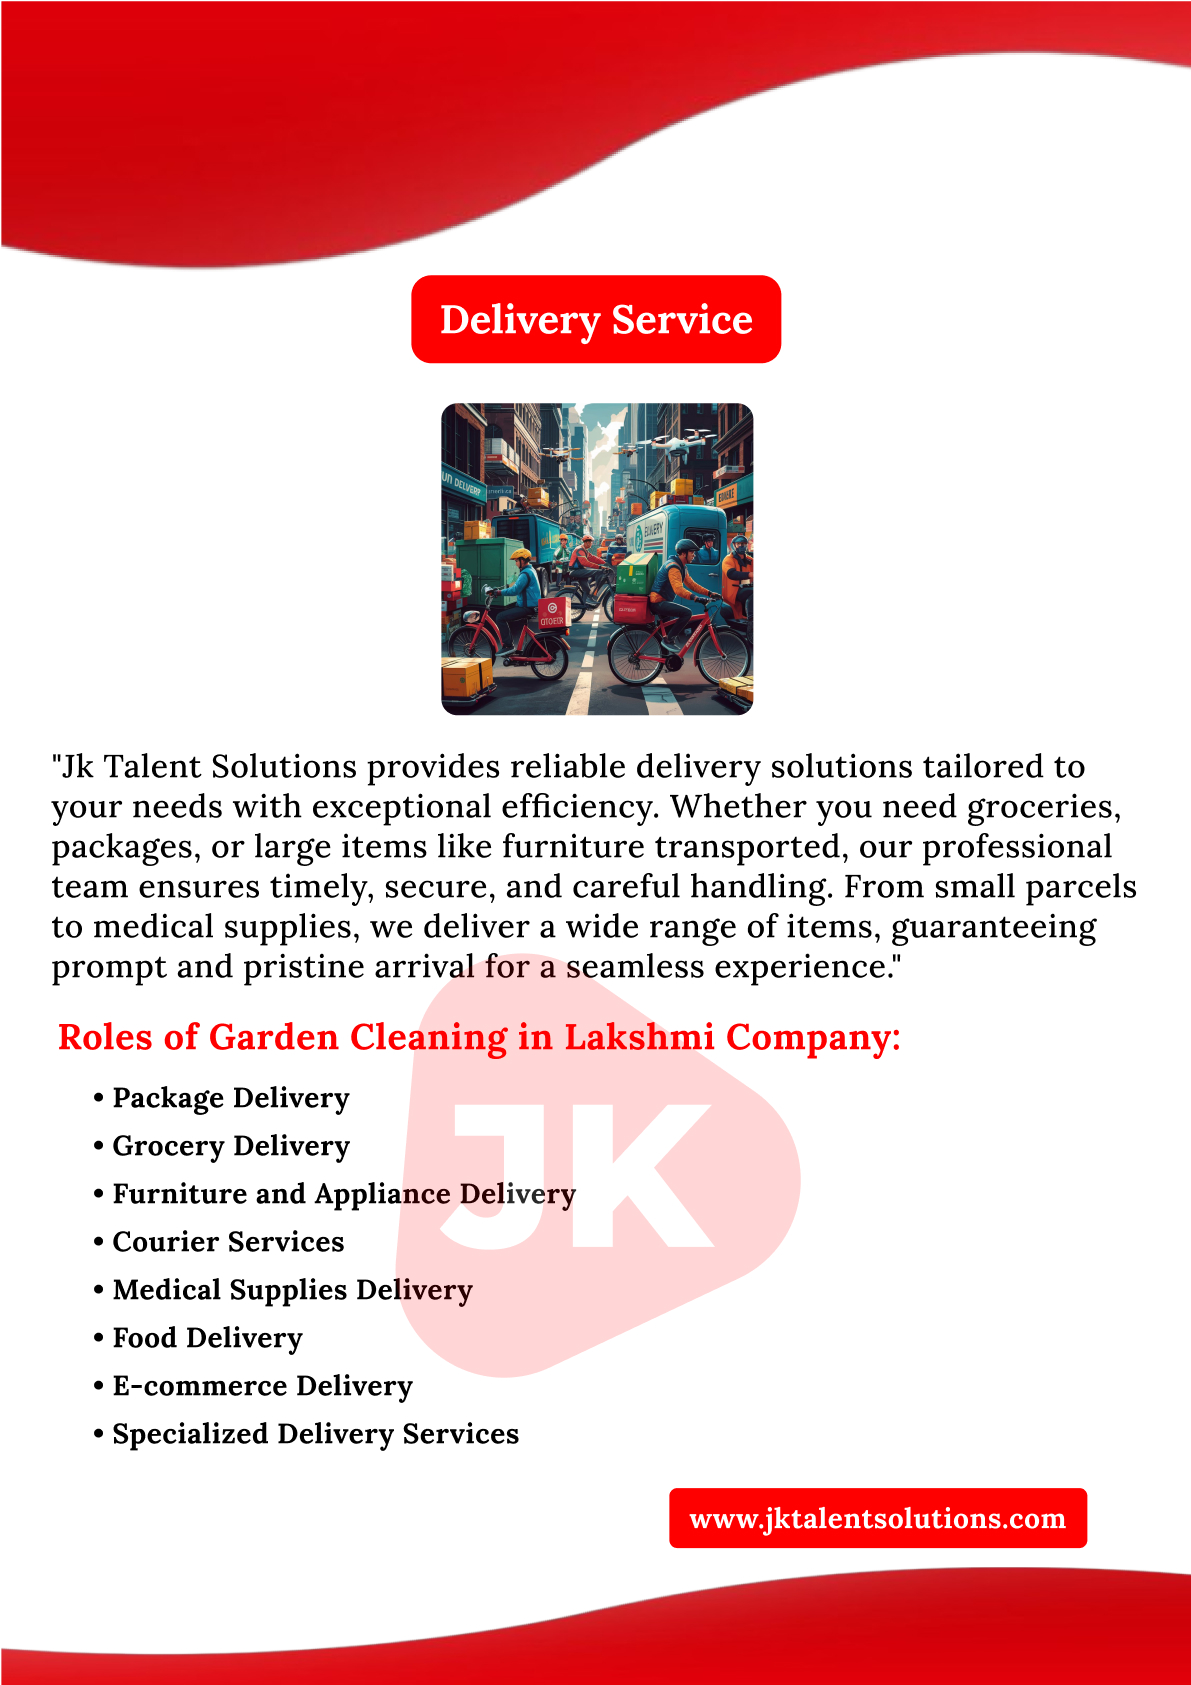 Delivery Service
UN DELIVERY
"Jk Talent Solutions provides reliable delivery solutions tailored to
your needs with exceptional efficiency. Whether you need groceries,
packages, or large items like furniture transported, our professional
team ensures timely, secure, and careful handling. From small parcels
to medical supplies, we deliver a wide range of items, guaranteeing
prompt and pristine arrival for a seamless experience."
Roles of Garden Cleaning in Lakshmi Company:
• Package Delivery
• Grocery Delivery
• Furniture and Appliance Delivery
• Courier Services
• Medical Supplies Delivery
• Food Delivery
• E-commerce Delivery
• Specialized Delivery Services
JK
www.jktalentsolutions.com